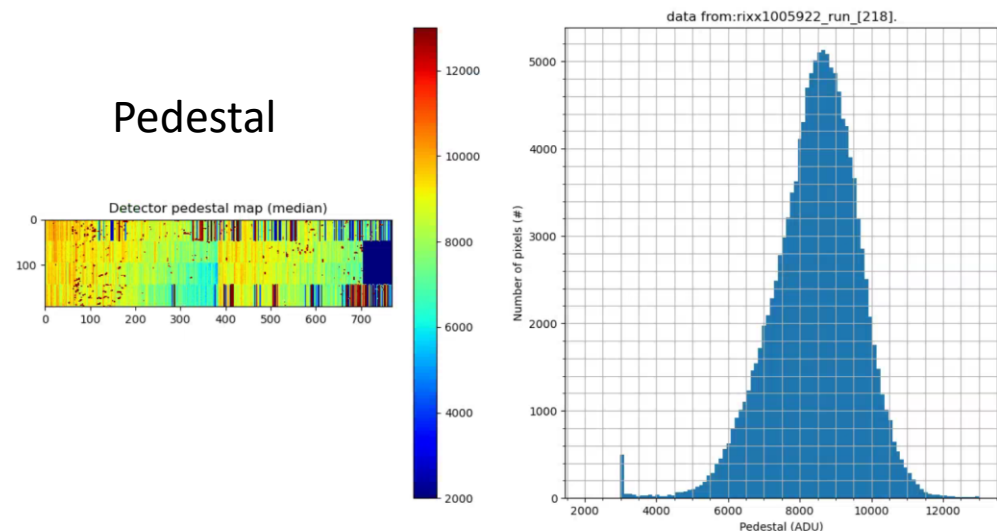 Pedestal
Detector pedestal map (median)
0
100
0 100 200 300 400 500 600 700
12000
10000
8000
6000
4000
2000
data from:rixx1005922_run_[218].
Number of pixels (#)
5000
4000
3000
2000
1000
0
2000 4000 6000 8000 10000 12000
Pedestal (ADU)